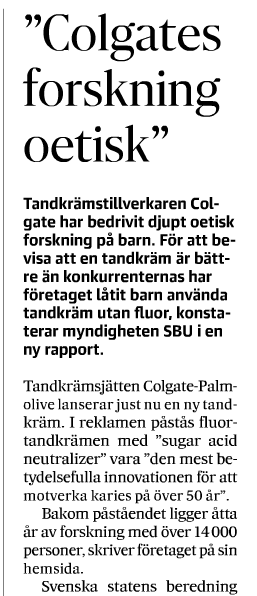 ”Colgates
forskning
oetisk”
Tandkrämstillverkaren Col-
gate har bedrivit djupt oetisk
forskning på barn. För att be-
visa att en tandkräm är bätt-
re än konkurrenternas har
företaget låtit barn använda
tandkräm utan fluor, konsta-
terar myndigheten SBU i en
ny rapport.
Tandkrämsjätten Colgate-Palm-
olive lanserar just nu en ny tand-
kräm. I reklamen påstås fluor-
tandkrämen med ”sugar acid
neutralizer” vara ”den mest be-
tydelsefulla innovationen för att
motverka karies på över 50 år”.
Bakom påståendet ligger åtta
år av forskning med över 14 000
personer, skriver företaget på sin
hemsida.
Svenska statens beredning